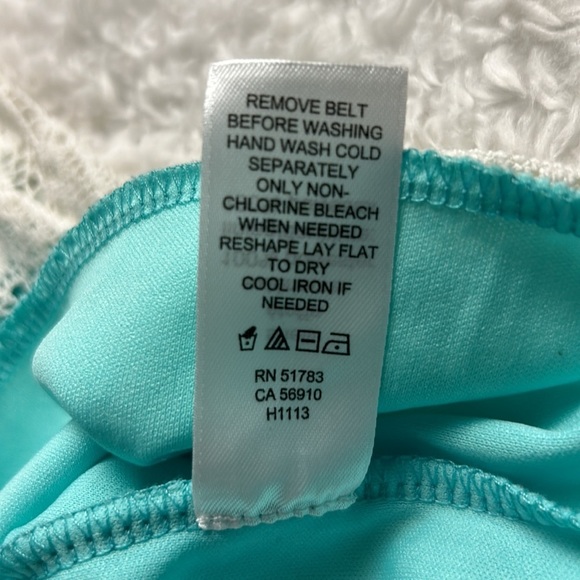 REMOVE BELT
BEFORE WASHING
HAND WASH COLD
SEPARATELY
ONLY NON-
CHLORINE BLEACH
WHEN NEEDED
RESHAPE LAY FLAT
TO DRY
COOL IRON IF
NEEDED
RN 51783
CA 56910
H1113